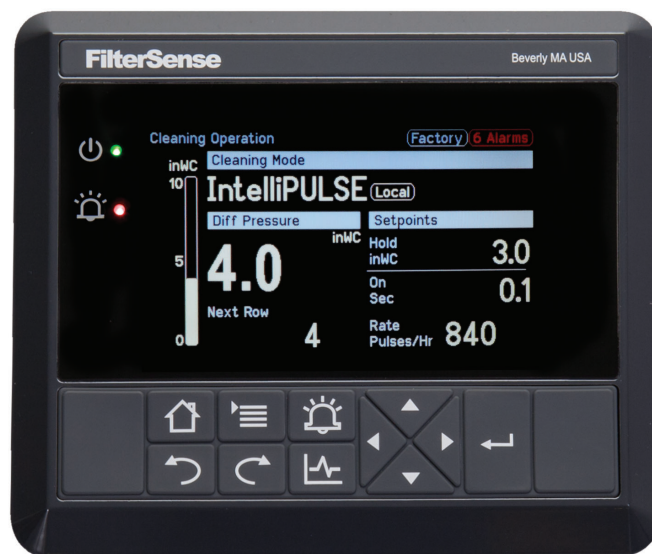 FilterSense Beverly MA USA
Cleaning Operation Factory 6 Alarms
inWC Cleaning Mode
10 IntelliPULSE Local
Diff Pressure Setpoints
inWC
Hold
inWC 3.0
5
4.0
On
Sec 0.1
Next Row
4
Rate
Pulses/Hr 840
0